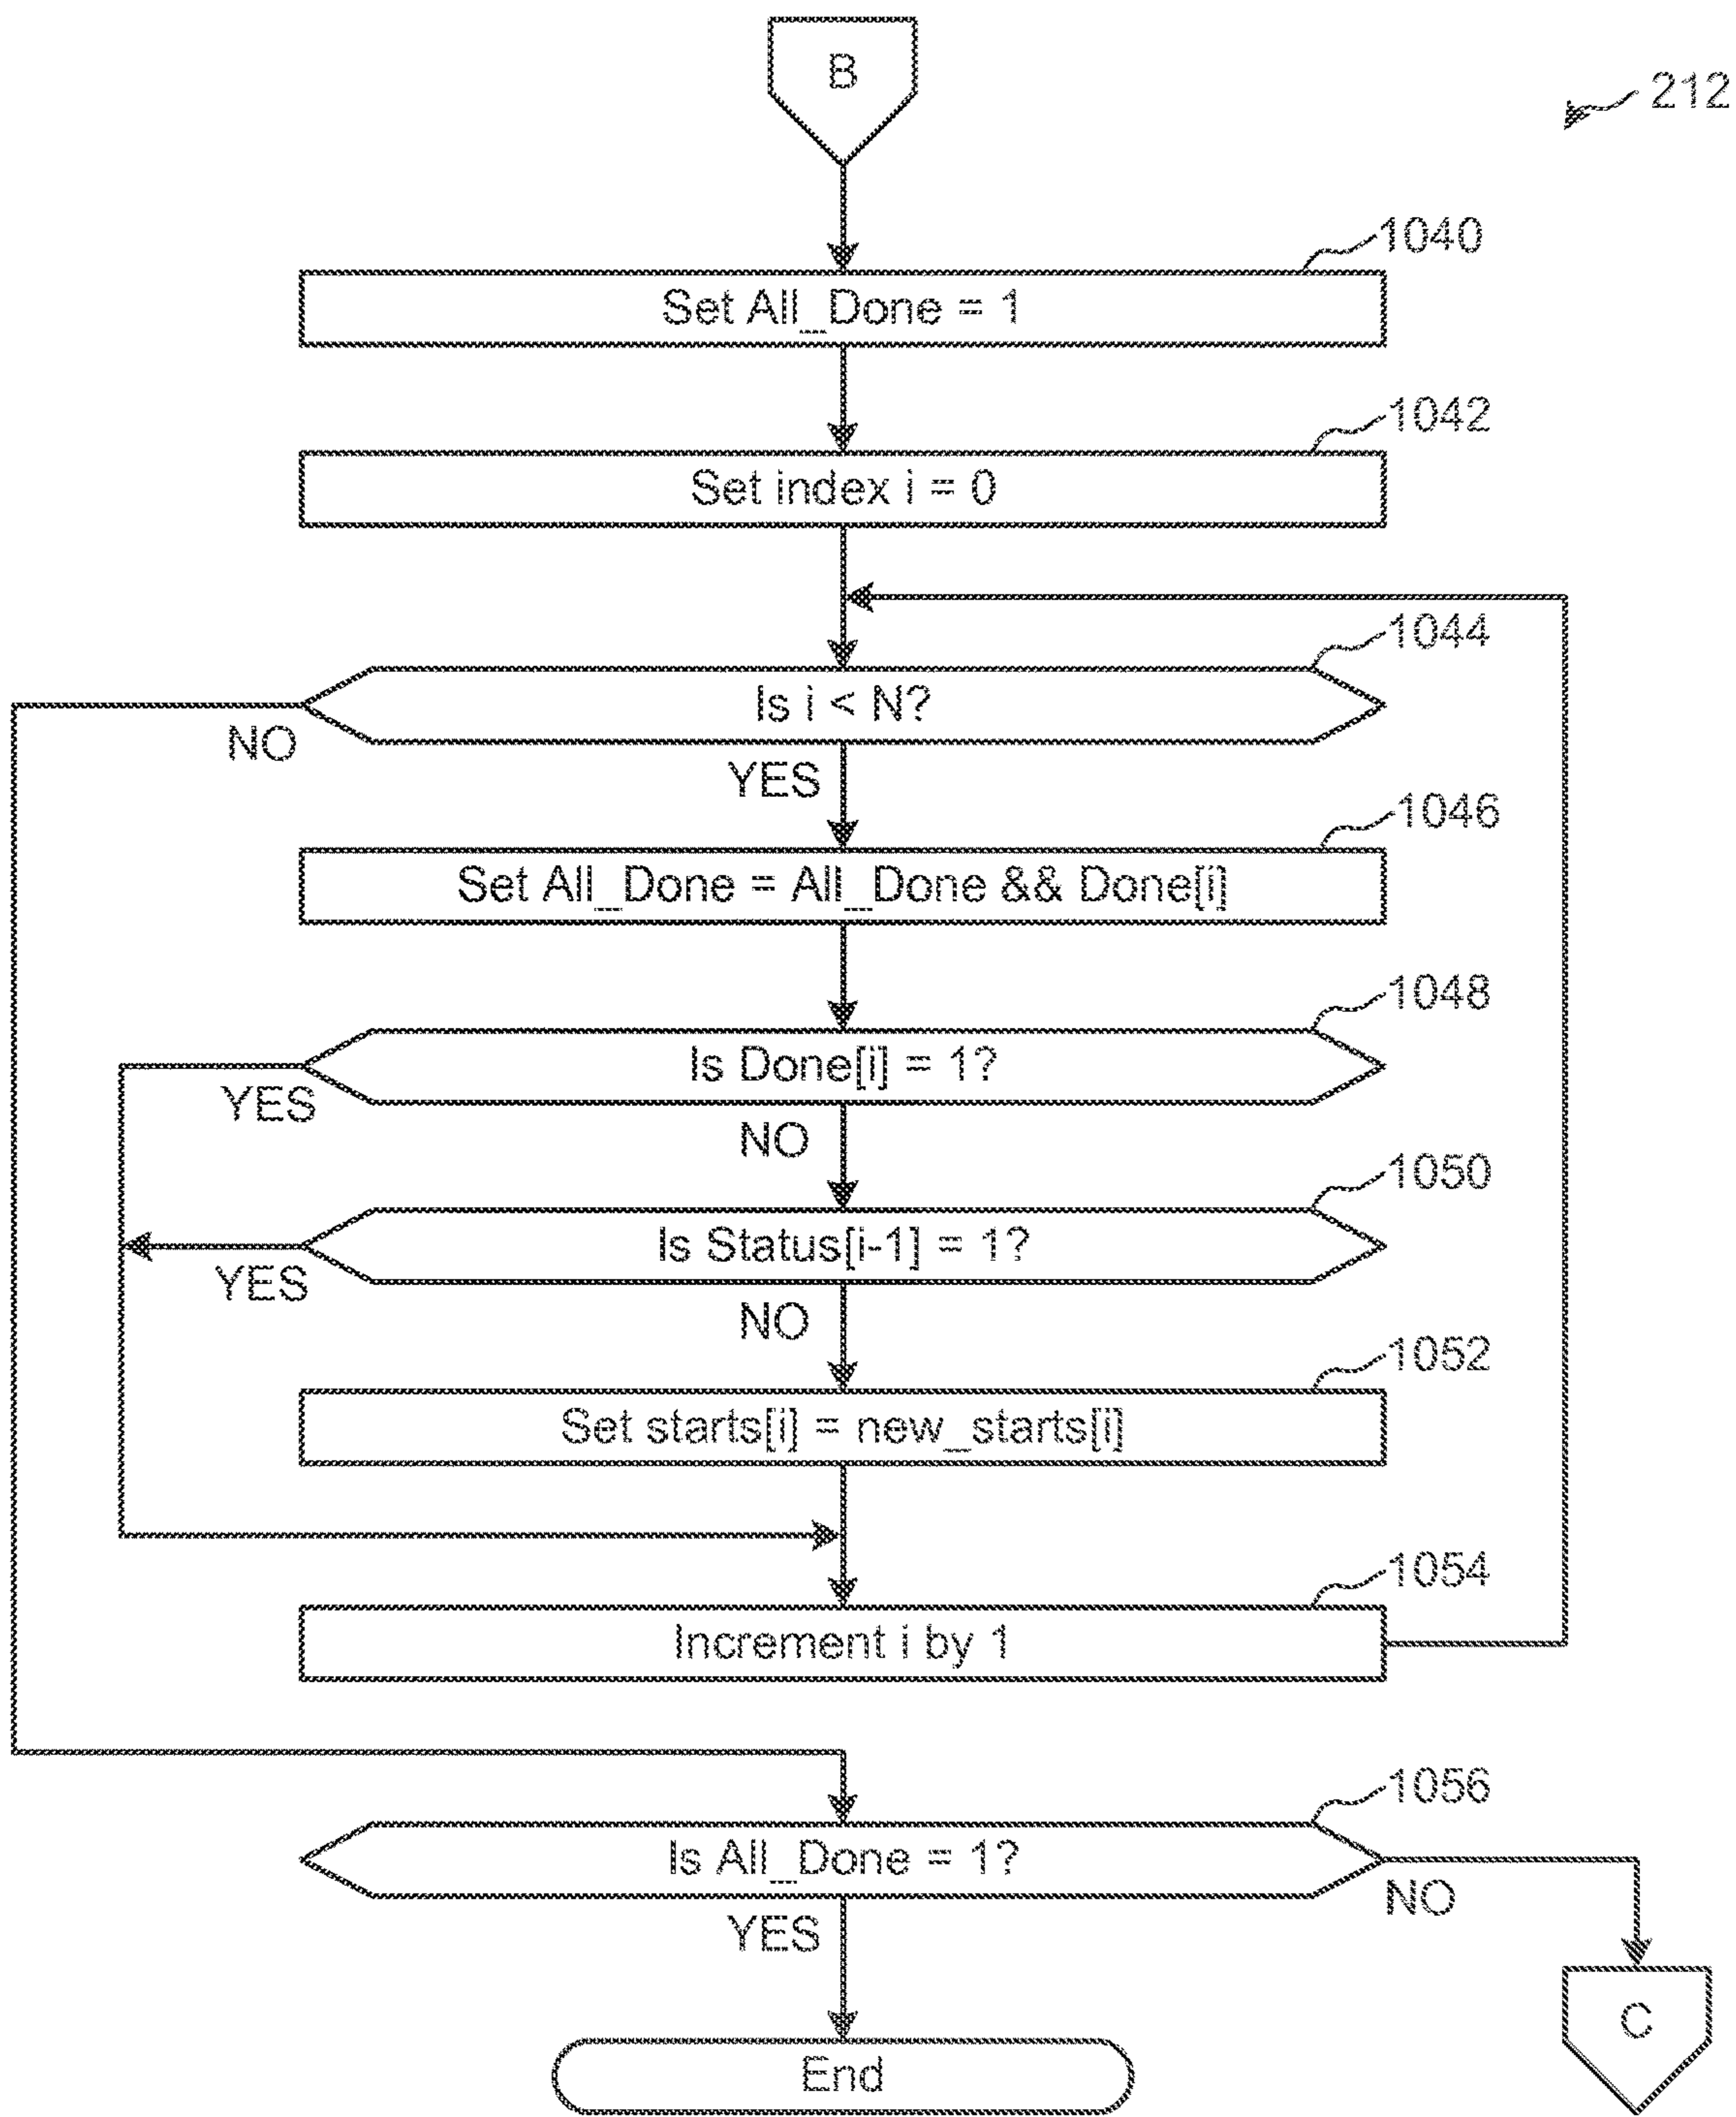 B
212
1040
Set All_Done = 1
1042
Set index i = 0
1044
Is i < N?
NO
YES
1046
Set All_Done = All_Done && Done[i]
1048
Is Done[i] = 1?
YES
NO
1050
Is Status[i-1] = 1?
YES
NO
1052
Set starts[i] = new_starts[i]
1054
Increment i by 1
1056
Is All_Done = 1?
NO
YES
C
End